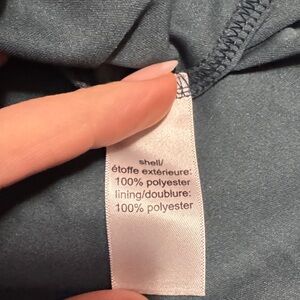 shell/
étoffe extérieure:
100% polyester
lining/doublure:
100% polyester